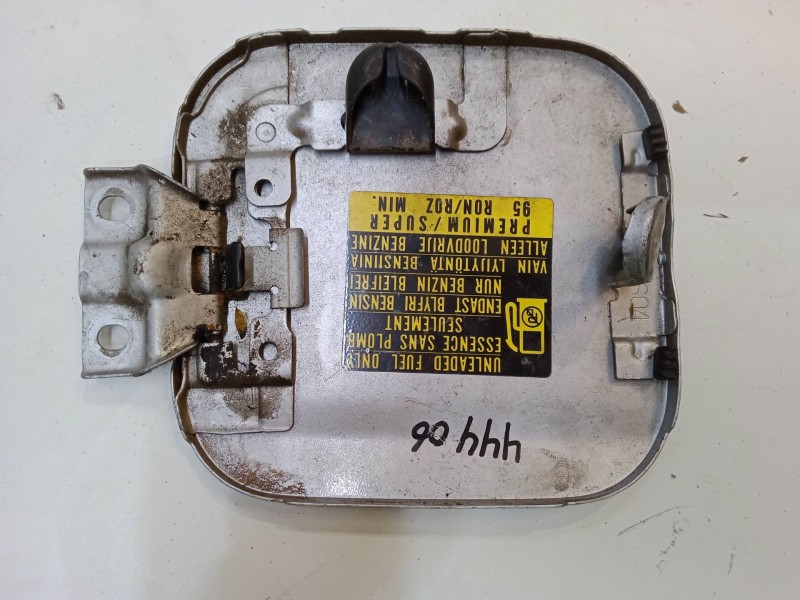 UNLEADED FUEL ONLY
ESSENCE SANS PLOMB
SEULEMENT
ENDAST BLYFRI BENSIN
NUR BENZIN BLEIFREI
VAIN LYIJYTÖNTÄ BENSIINIÄ
ALLEEN LOODVRIJE BENZINE
PREMIUM/SUPER
95 RON/ROZ MIN.
444 06